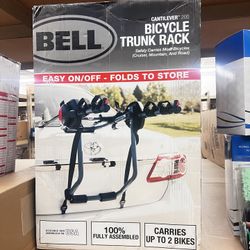 BELL
CANTILEVER 200
BICYCLE
TRUNK RACK
Safely Carries Most Bicycles
(Cruiser, Mountain, And Road)
EASY ON/OFF - FOLDS TO STORE
USA
100%
FULLY ASSEMBLED
CARRIES
UP TO 2 BIKES